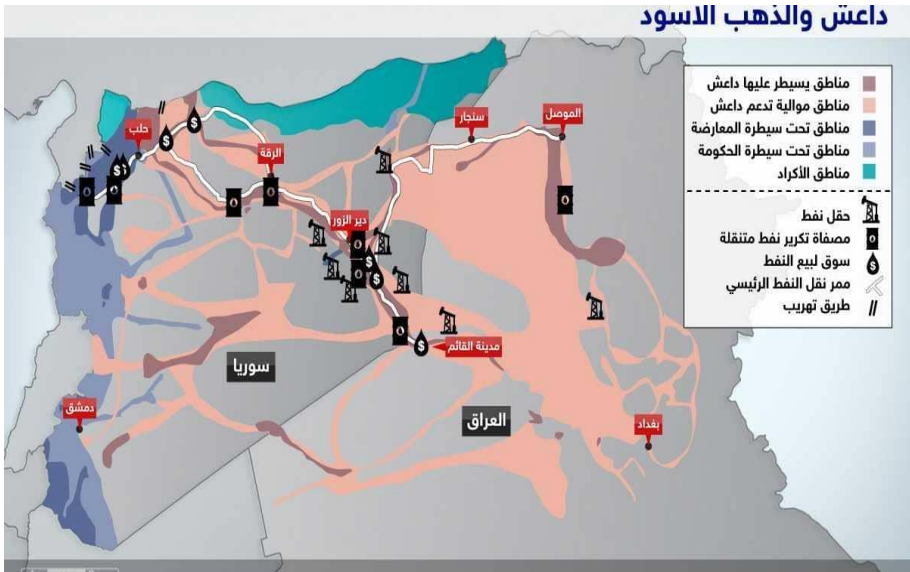 داعش والذهب الاسود
مناطق يسيطر عليها داعش
مناطق موالية تدعم داعش
مناطق تحت سيطرة المعارضة
مناطق تحت سيطرة الحكومة
مناطق الأكراد
حقل نفط
مصفاة تكرير نفط متنقلة
سوق لبيع النفط
ممر نقل النفط الرئيسي
طريق تهريب
الموصل
سنجار
حلب
الرقة
دير الزور
مدينة القائم
سوريا
العراق
دمشق
بغداد